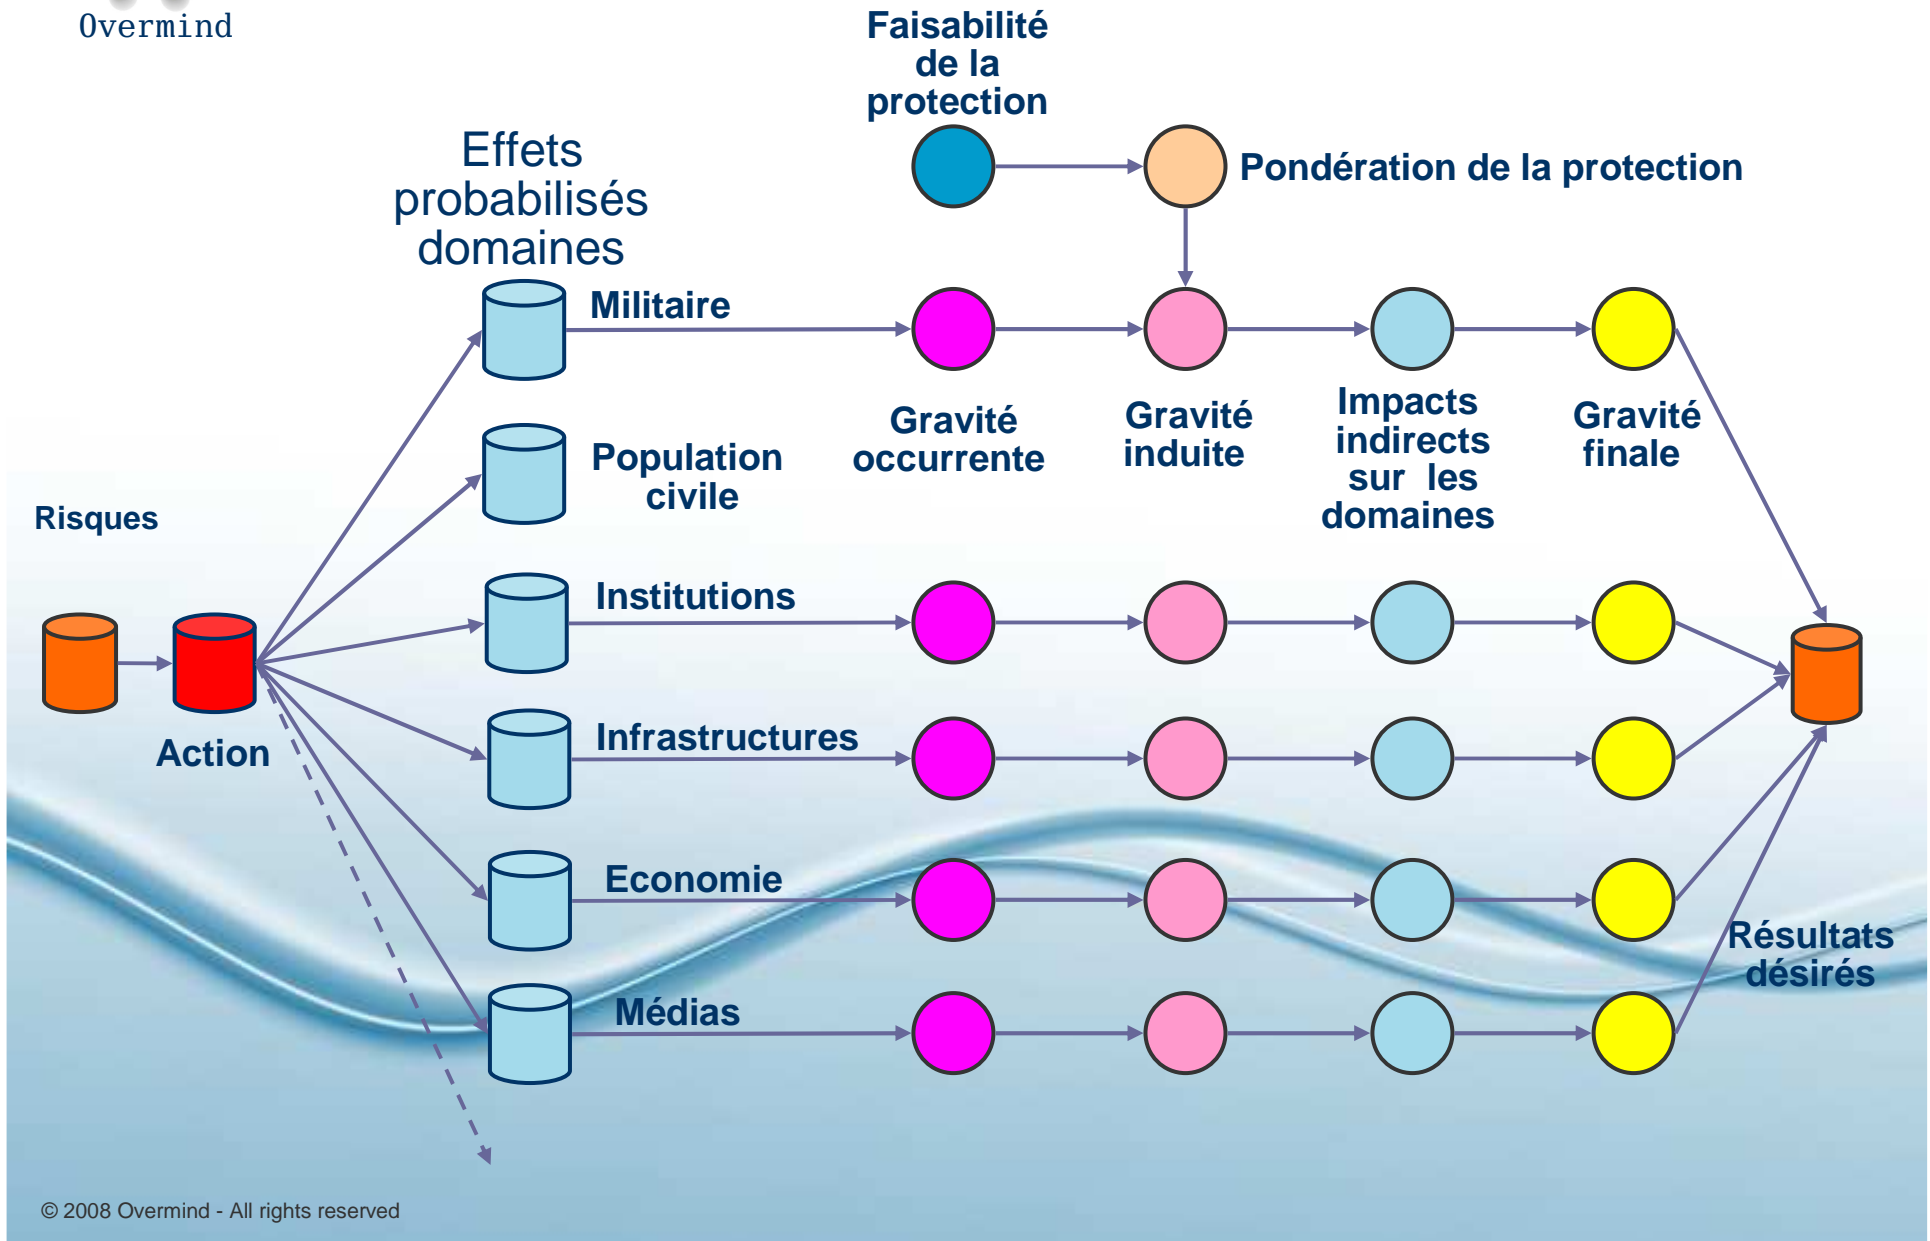 Overmind
Faisabilité
de la
protection
Effets
probabilisés
domaines
Pondération de la protection
Militaire
Gravité
occurrente
Gravité
induite
Impacts
indirects
sur les
domaines
Gravité
finale
Population
civile
Risques
Institutions
Action
Infrastructures
Economie
Résultats
désirés
Médias
© 2008 Overmind - All rights reserved